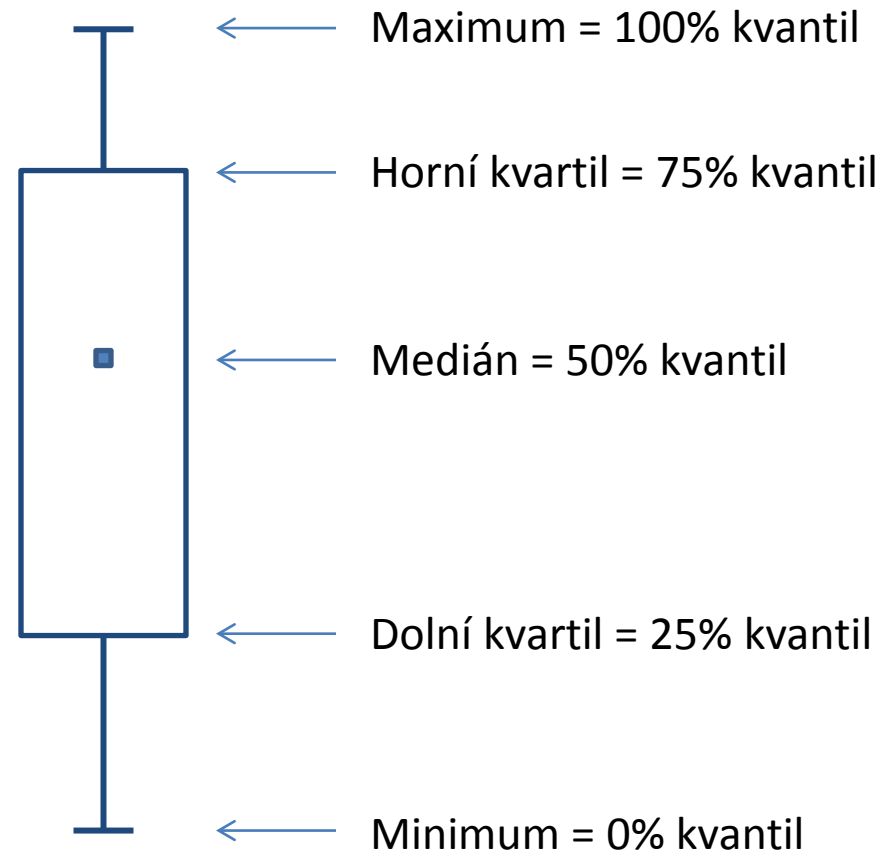 Maximum = 100% kvantil
Horní kvartil = 75% kvantil
Medián = 50% kvantil
Dolní kvartil = 25% kvantil
Minimum = 0% kvantil